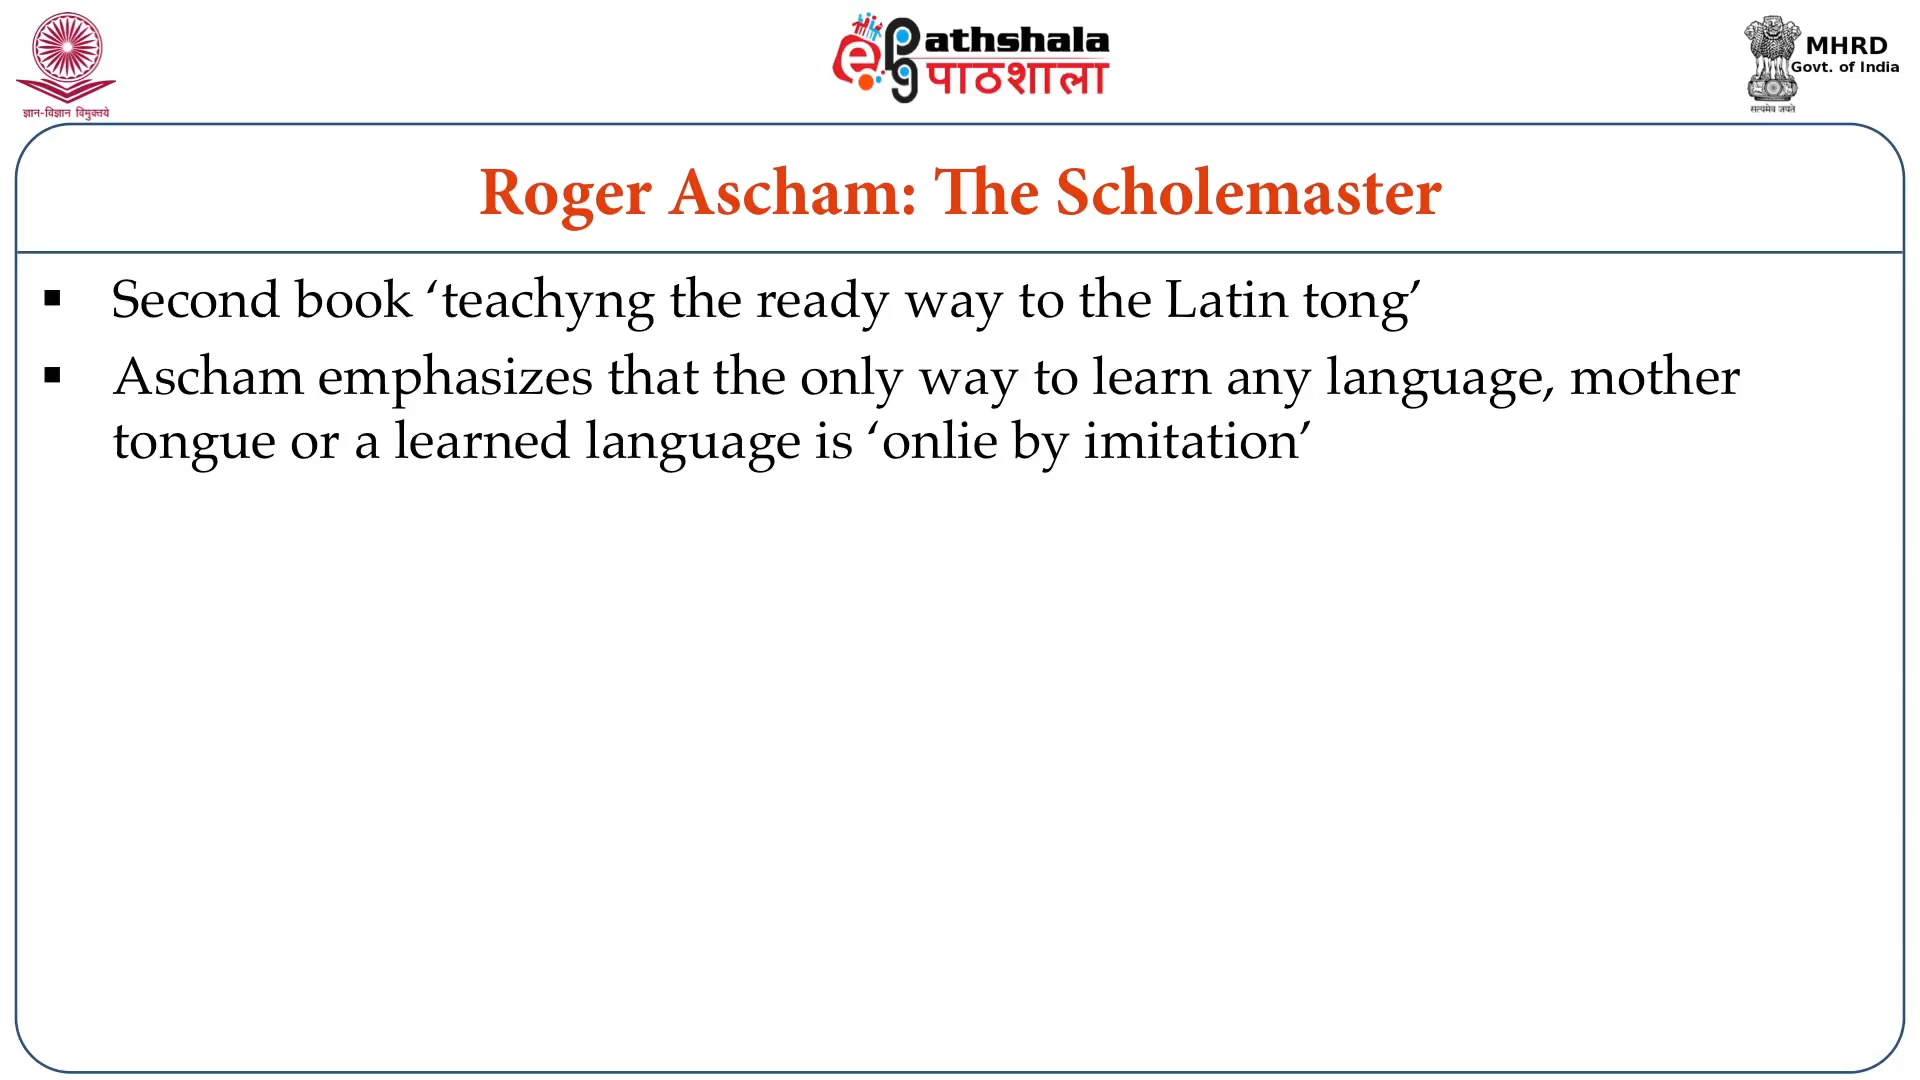 ज्ञान-विज्ञान विमुक्तये
ePathshala
pg पाठशाला
MHRD
Govt. of India
सत्यमेव जयते
Roger Ascham: The Scholemaster
▪ Second book ‘teachyng the ready way to the Latin tong’
▪ Ascham emphasizes that the only way to learn any language, mother
tongue or a learned language is ‘onlie by imitation’